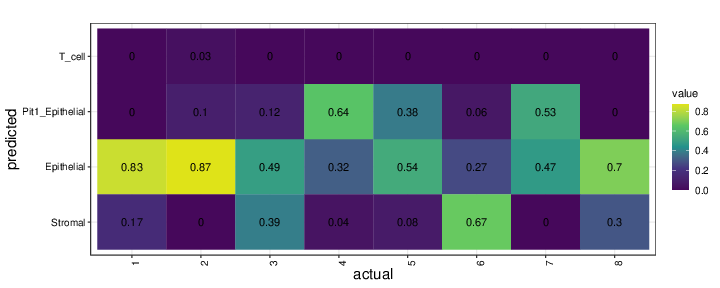 T_cell 0 0.03 0 0 0 0 0 0
Pit1_Epithelial 0 0.1 0.12 0.64 0.38 0.06 0.53 0
Epithelial 0.83 0.87 0.49 0.32 0.54 0.27 0.47 0.7
Stromal 0.17 0 0.39 0.04 0.08 0.67 0 0.3
1 2 3 4 5 6 7 8
actual
predicted
value
0.8
0.6
0.4
0.2
0.0